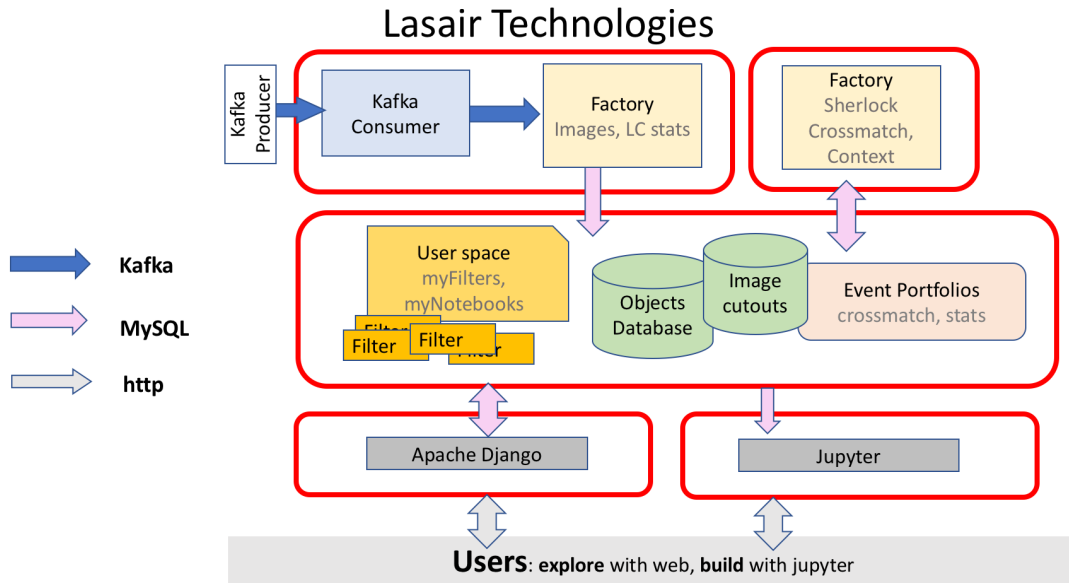 Lasair Technologies
Kafka
Producer
Kafka
Consumer
Factory
Images, LC stats
Factory
Sherlock
Crossmatch,
Context
Kafka
MySQL
http
User space
myFilters,
myNotebooks
Filter
Filter
Filter
Filter
Objects
Database
Image
cutouts
Event Portfolios
crossmatch, stats
Apache Django
Jupyter
Users: explore with web, build with jupyter